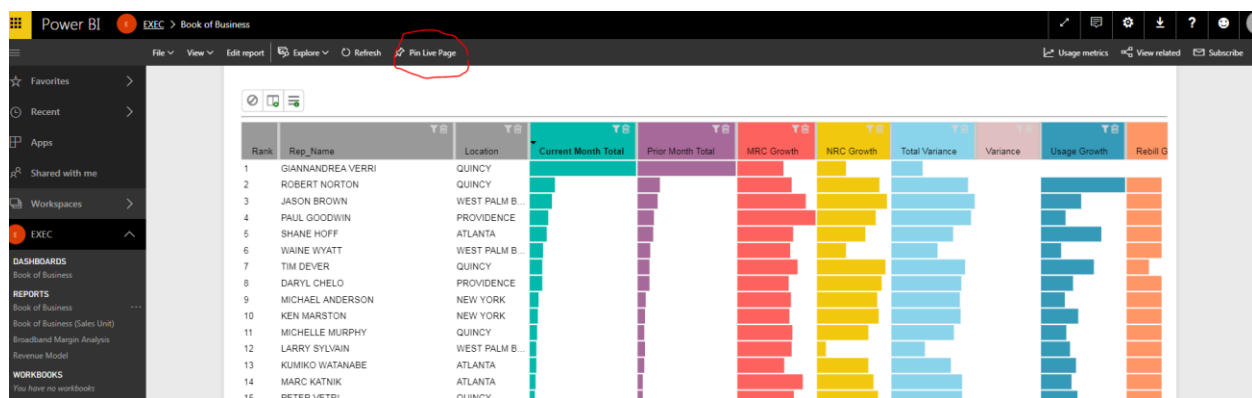 Power BI E EXEC > Book of Business ?
File View Edit report Explore Refresh Pin Live Page Usage metrics View related Subscribe
Favorites
Recent
Apps
Shared with me
Workspaces
E EXEC
DASHBOARDS
Book of Business
REPORTS
Book of Business ...
Book of Business (Sales Unit)
Broadband Margin Analysis
Revenue Model
WORKBOOKS
You have no workbooks
Rank Rep_Name Location Current Month Total Prior Month Total MRC Growth NRC Growth Total Variance Variance Usage Growth Rebill G
1 GIANNANDREA VERRI QUINCY
2 ROBERT NORTON QUINCY
3 JASON BROWN WEST PALM B...
4 PAUL GOODWIN PROVIDENCE
5 SHANE HOFF ATLANTA
6 WAINE WYATT WEST PALM B...
7 TIM DEVER QUINCY
8 DARYL CHELO PROVIDENCE
9 MICHAEL ANDERSON NEW YORK
10 KEN MARSTON NEW YORK
11 MICHELLE MURPHY QUINCY
12 LARRY SYLVAIN WEST PALM B...
13 KUMIKO WATANABE ATLANTA
14 MARC KATNIK ATLANTA
15 PETER VETRI QUINCY